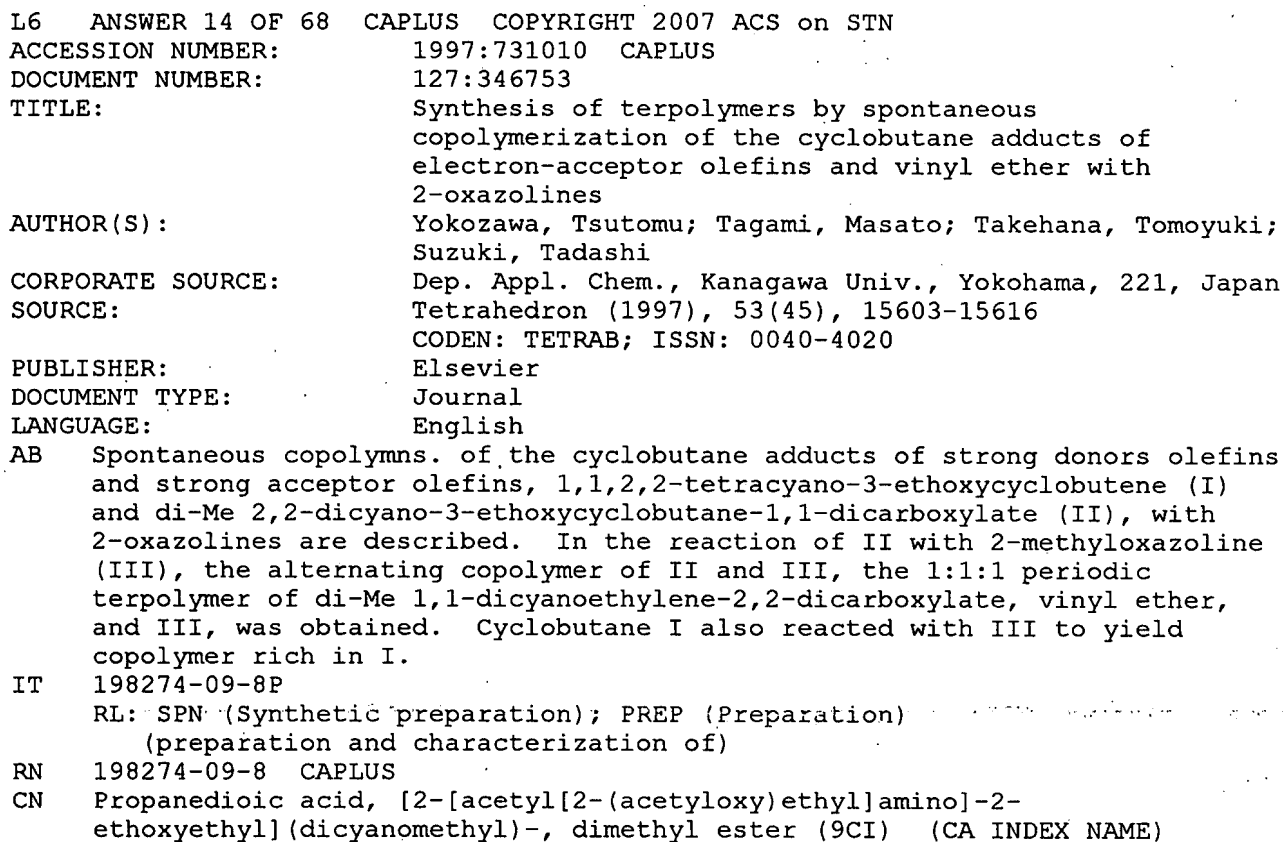 L6 ANSWER 14 OF 68 CAPLUS COPYRIGHT 2007 ACS on STN
ACCESSION NUMBER: 1997:731010 CAPLUS
DOCUMENT NUMBER: 127:346753
TITLE: Synthesis of terpolymers by spontaneous
copolymerization of the cyclobutane adducts of
electron-acceptor olefins and vinyl ether with
2-oxazolines
AUTHOR(S): Yokozawa, Tsutomu; Tagami, Masato; Takehana, Tomoyuki;
Suzuki, Tadashi
CORPORATE SOURCE: Dep. Appl. Chem., Kanagawa Univ., Yokohama, 221, Japan
SOURCE: Tetrahedron (1997), 53(45), 15603-15616
CODEN: TETRAB; ISSN: 0040-4020
PUBLISHER: Elsevier
DOCUMENT TYPE: Journal
LANGUAGE: English
AB Spontaneous copolymns. of the cyclobutane adducts of strong donors olefins
and strong acceptor olefins, 1,1,2,2-tetracyano-3-ethoxycyclobutene (I)
and di-Me 2,2-dicyano-3-ethoxycyclobutane-1,1-dicarboxylate (II), with
2-oxazolines are described. In the reaction of II with 2-methyloxazoline
(III), the alternating copolymer of II and III, the 1:1:1 periodic
terpolymer of di-Me 1,1-dicyanoethylene-2,2-dicarboxylate, vinyl ether,
and III, was obtained. Cyclobutane I also reacted with III to yield
copolymer rich in I.
IT 198274-09-8P
RL: SPN (Synthetic preparation); PREP (Preparation)
(preparation and characterization of)
RN 198274-09-8 CAPLUS
CN Propanedioic acid, [2-[acetyl[2-(acetyloxy)ethyl]amino]-2-
ethoxyethyl](dicyanomethyl)-, dimethyl ester (9CI) (CA INDEX NAME)